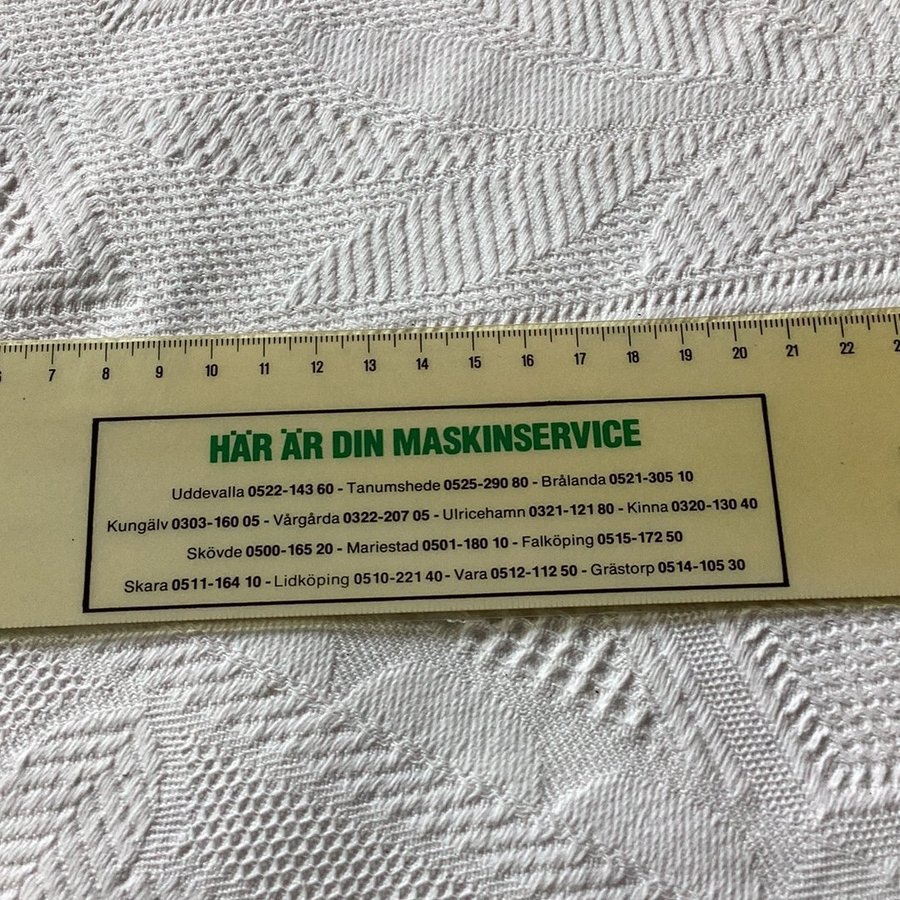 7 8 9 10 11 12 13 14 15 16 17 18 19 20 21 22
HÄR ÄR DIN MASKINSERVICE
Uddevalla 0522-143 60 - Tanumshede 0525-290 80 - Brålanda 0521-305 10
Kungälv 0303-160 05 - Vårgårda 0322-207 05 - Ulricehamn 0321-121 80 - Kinna 0320-130 40
Skövde 0500-165 20 - Mariestad 0501-180 10 - Falköping 0515-172 50
Skara 0511-164 10 - Lidköping 0510-221 40 - Vara 0512-112 50 - Grästorp 0514-105 30